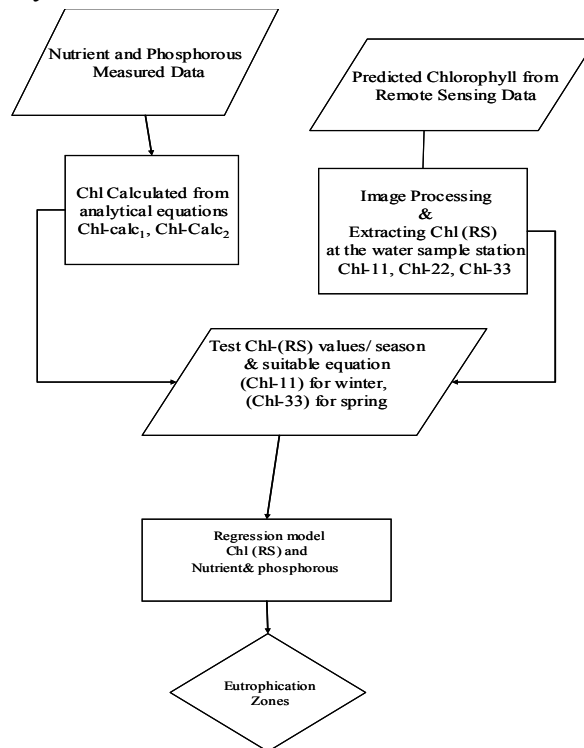 Nutrient and Phosphorous
Measured Data
Predicted Chlorophyll from
Remote Sensing Data
Chl Calculated from
analytical equations
Chl-calc₁, Chl-Calc₂
Image Processing
&
Extracting Chl (RS)
at the water sample station
Chl-11, Chl-22, Chl-33
Test Chl-(RS) values/ season
& suitable equation
(Chl-11) for winter,
(Chl-33) for spring
Regression model
Chl (RS) and
Nutrient& phosphorous
Eutrophication
Zones